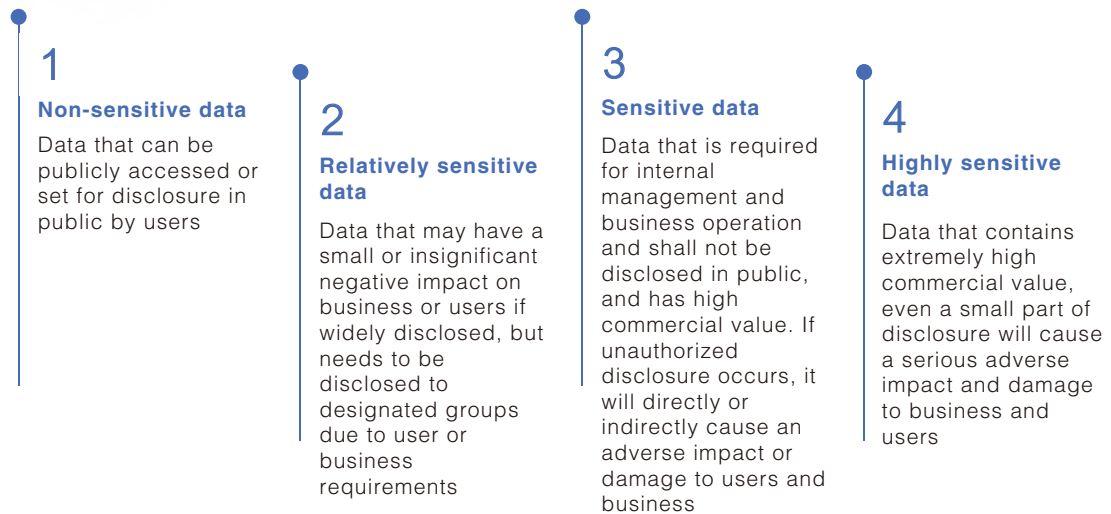 1
Non-sensitive data
Data that can be
publicly accessed or
set for disclosure in
public by users
2
Relatively sensitive
data
Data that may have a
small or insignificant
negative impact on
business or users if
widely disclosed, but
needs to be
disclosed to
designated groups
due to user or
business
requirements
3
Sensitive data
Data that is required
for internal
management and
business operation
and shall not be
disclosed in public,
and has high
commercial value. If
unauthorized
disclosure occurs, it
will directly or
indirectly cause an
adverse impact or
damage to users and
business
4
Highly sensitive
data
Data that contains
extremely high
commercial value,
even a small part of
disclosure will cause
a serious adverse
impact and damage
to business and
users